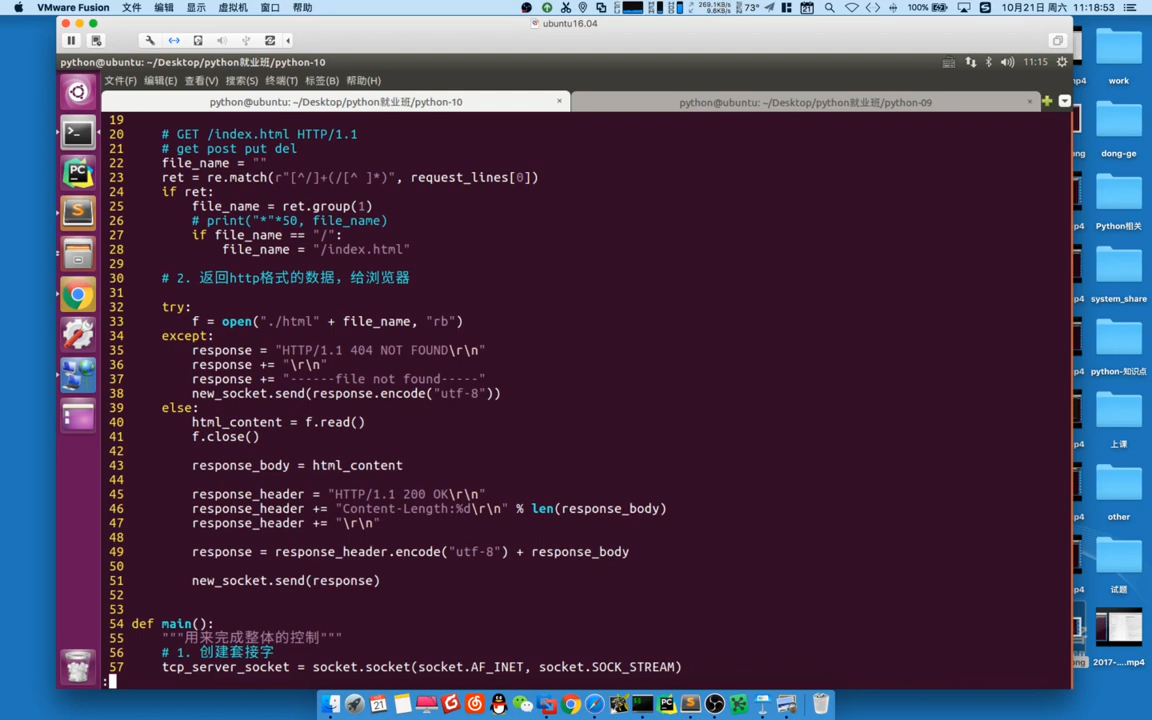 VMware Fusion 文件 编辑 显示 虚拟机 窗口 帮助 269.1KB/s 9.6KB/s 73° 21 100% 10月21日 周六 11:18:53
ubuntu16.04
python@ubuntu: ~/Desktop/python就业班/python-10 11:15
文件(F) 编辑(E) 查看(V) 搜索(S) 终端(T) 标签(B) 帮助(H)
python@ubuntu: ~/Desktop/python就业班/python-10 × python@ubuntu: ~/Desktop/python就业班/python-09 ×
19
20     # GET /index.html HTTP/1.1
21     # get post put del
22     file_name = ""
23     ret = re.match(r"[^/]+(/[^ ]*)", request_lines[0])
24     if ret:
25         file_name = ret.group(1)
26         # print("*"*50, file_name)
27         if file_name == "/":
28             file_name = "/index.html"
29
30     # 2. 返回http格式的数据，给浏览器
31
32     try:
33         f = open("./html" + file_name, "rb")
34     except:
35         response = "HTTP/1.1 404 NOT FOUND\r\n"
36         response += "\r\n"
37         response += "------file not found-----"
38         new_socket.send(response.encode("utf-8"))
39     else:
40         html_content = f.read()
41         f.close()
42
43         response_body = html_content
44
45         response_header = "HTTP/1.1 200 OK\r\n"
46         response_header += "Content-Length:%d\r\n" % len(response_body)
47         response_header += "\r\n"
48
49         response = response_header.encode("utf-8") + response_body
50
51         new_socket.send(response)
52
53
54 def main():
55     """用来完成整体的控制"""
56     # 1. 创建套接字
57     tcp_server_socket = socket.socket(socket.AF_INET, socket.SOCK_STREAM)
:
work
dong-ge
Python相关
system_share
python-知识点
上课
other
试题
2017-....mp4